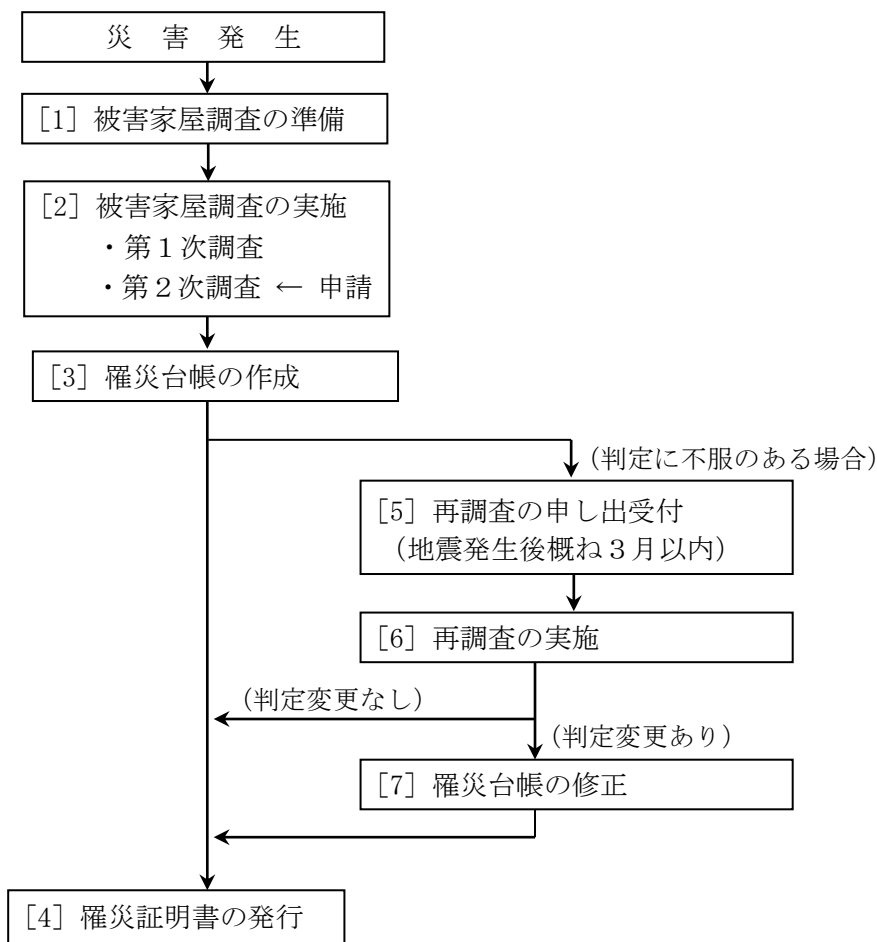 災 害 発 生
[1] 被害家屋調査の準備
[2] 被害家屋調査の実施
・第1次調査
・第2次調査 ← 申請
[3] 罹災台帳の作成
(判定に不服のある場合)
[5] 再調査の申し出受付
(地震発生後概ね3月以内)
[6] 再調査の実施
(判定変更なし)
(判定変更あり)
[7] 罹災台帳の修正
[4] 罹災証明書の発行